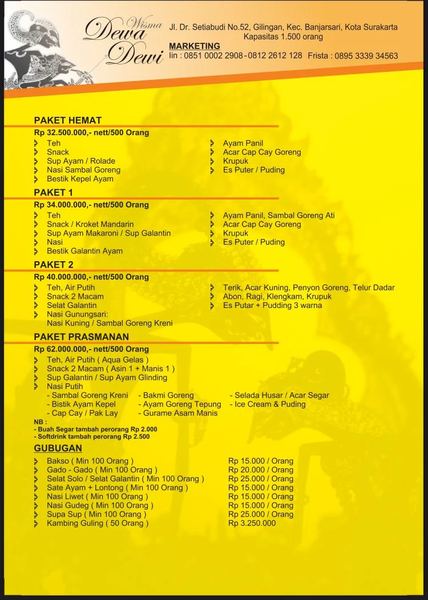 Wisma
Dewa
Dewi
Jl. Dr. Setiabudi No.52, Gilingan, Kec. Banjarsari, Kota Surakarta
Kapasitas 1.500 orang
MARKETING
Iin : 0851 0002 2908 - 0812 2612 128 Frista : 0895 3339 34563
PAKET HEMAT
Rp 32.500.000,- nett/500 Orang
Teh
Snack
Sup Ayam / Rolade
Nasi Sambal Goreng
Bestik Kepel Ayam
Ayam Panil
Acar Cap Cay Goreng
Krupuk
Es Puter / Puding
PAKET 1
Rp 34.000.000,- nett/500 Orang
Teh
Snack / Kroket Mandarin
Sup Ayam Makaroni / Sup Galantin
Nasi
Bestik Galantin Ayam
Ayam Panil, Sambal Goreng Ati
Acar Cap Cay Goreng
Krupuk
Es Puter / Puding
PAKET 2
Rp 40.000.000,- nett/500 Orang
Teh, Air Putih
Snack 2 Macam
Selat Galantin
Nasi Gunungsari:
Nasi Kuning / Sambal Goreng Kreni
Terik, Acar Kuning, Penyon Goreng, Telur Dadar
Abon, Ragi, Klengkam, Krupuk
Es Putar + Pudding 3 warna
PAKET PRASMANAN
Rp 62.000.000,- nett/500 Orang
Teh, Air Putih ( Aqua Gelas )
Snack 2 Macam ( Asin 1 + Manis 1 )
Sup Galantin / Sup Ayam Glinding
Nasi Putih
- Sambal Goreng Kreni - Bakmi Goreng - Selada Husar / Acar Segar
- Bistik Ayam Kepel - Ayam Goreng Tepung - Ice Cream & Puding
- Cap Cay / Pak Lay - Gurame Asam Manis
NB :
- Buah Segar tambah perorang Rp 2.000
- Softdrink tambah perorang Rp 2.500
GUBUGAN
Bakso ( Min 100 Orang ) Rp 15.000 / Orang
Gado - Gado ( Min 100 Orang ) Rp 20.000 / Orang
Selat Solo / Selat Galantin ( Min 100 Orang ) Rp 25.000 / Orang
Sate Ayam + Lontong ( Min 100 Orang ) Rp 15.000 / Orang
Nasi Liwet ( Min 100 Orang ) Rp 15.000 / Orang
Nasi Gudeg ( Min 100 Orang ) Rp 15.000 / Orang
Supa Sup ( Min 100 Orang ) Rp 25.000 / Orang
Kambing Guling ( 50 Orang ) Rp 3.250.000